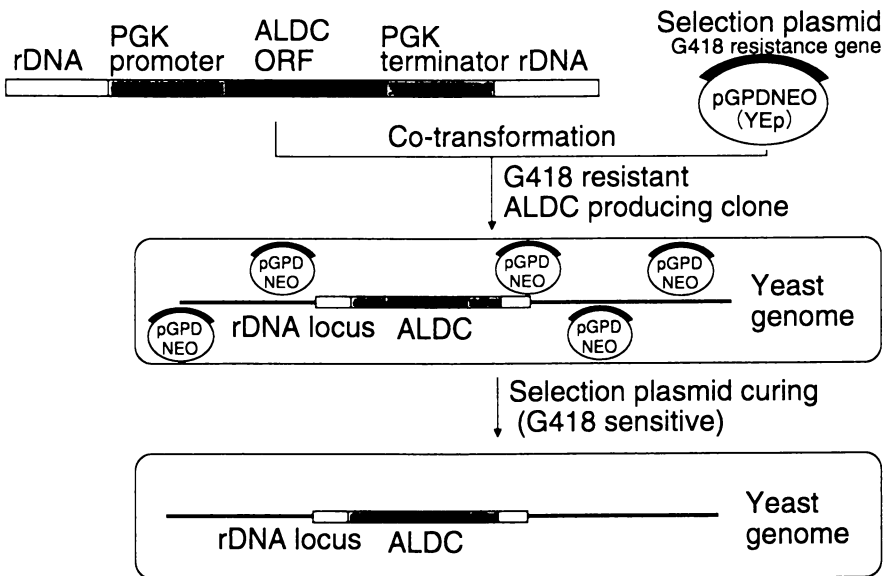 Selection plasmid
G418 resistance gene
rDNA
PGK
promoter
ALDC
ORF
PGK
terminator
rDNA
pGPDNEO
(YEp)
Co-transformation
G418 resistant
ALDC producing clone
pGPD
NEO
pGPD
NEO
pGPD
NEO
pGPD
NEO
pGPD
NEO
rDNA locus
ALDC
Yeast
genome
Selection plasmid curing
(G418 sensitive)
rDNA locus
ALDC
Yeast
genome